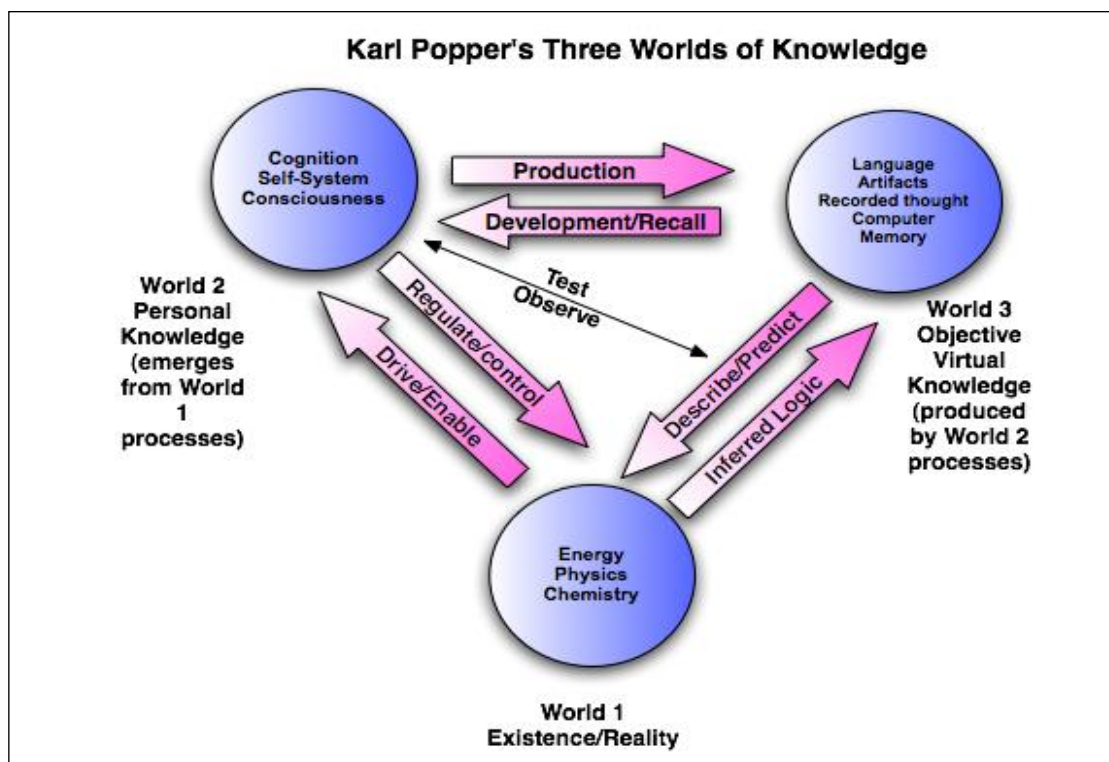 Karl Popper's Three Worlds of Knowledge
Cognition
Self-System
Consciousness
Production
Development/Recall
Language
Artifacts
Recorded thought
Computer
Memory
World 2
Personal
Knowledge
(emerges
from World
1
processes)
Regulate/control
Drive/Enable
Test
Observe
Describe/Predict
Inferred Logic
World 3
Objective
Virtual
Knowledge
(produced
by World 2
processes)
Energy
Physics
Chemistry
World 1
Existence/Reality